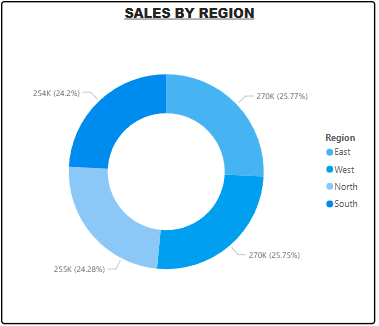 SALES BY REGION
254K (24.2%)
270K (25.77%)
Region
East
West
North
South
270K (25.75%)
255K (24.28%)